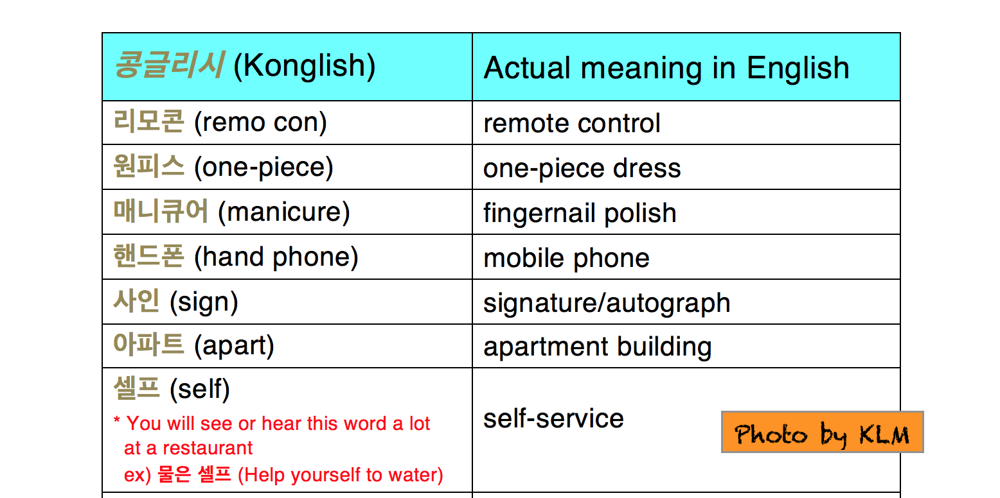 콩글리시 (Konglish) Actual meaning in English
리모콘 (remo con) remote control
원피스 (one-piece) one-piece dress
매니큐어 (manicure) fingernail polish
핸드폰 (hand phone) mobile phone
사인 (sign) signature/autograph
아파트 (apart) apartment building
셀프 (self)
* You will see or hear this word a lot
at a restaurant
ex) 물은 셀프 (Help yourself to water)
self-service
Photo by KLM